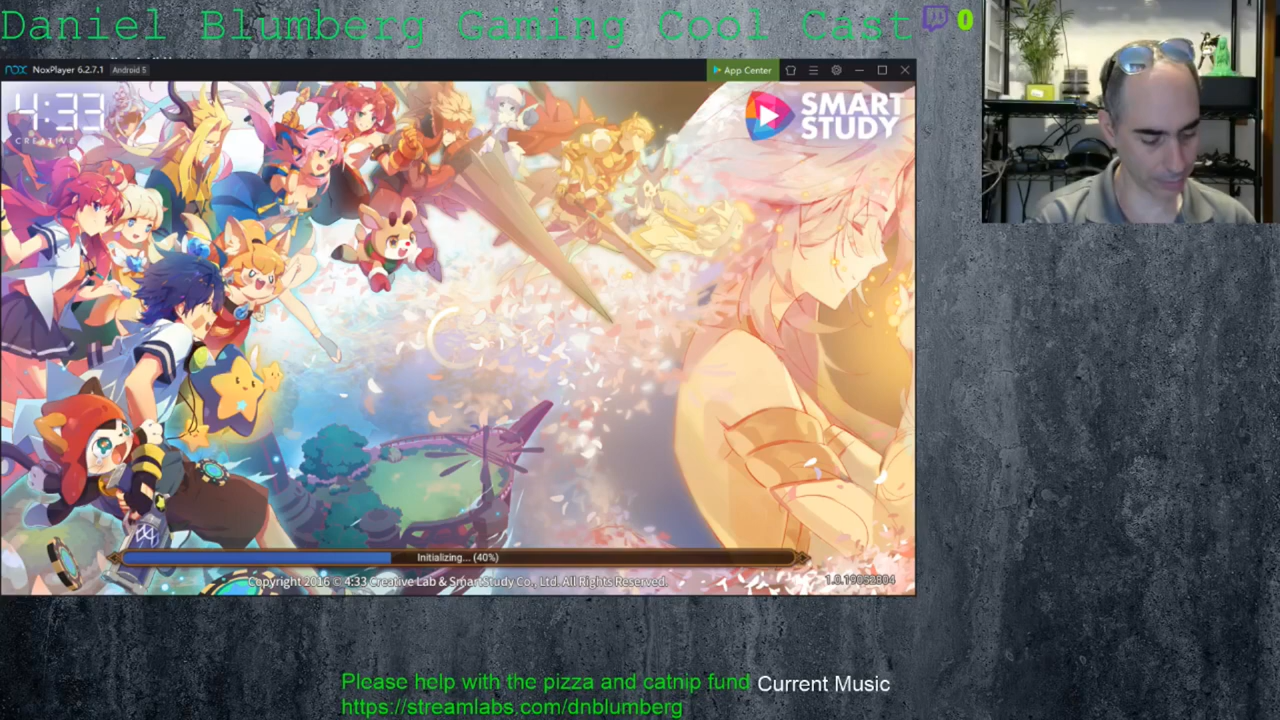 Daniel Blumberg Gaming Cool Cast 0
nox NoxPlayer 6.2.7.1 Android 5 App Center
4:33
CREATIVE
SMART
STUDY
Initializing... (40%)
Copyright 2016 © 4:33 Creative Lab & SmartStudy Co., Ltd. All Rights Reserved.
1.0.19052804
Please help with the pizza and catnip fund Current Music
https://streamlabs.com/dnblumberg